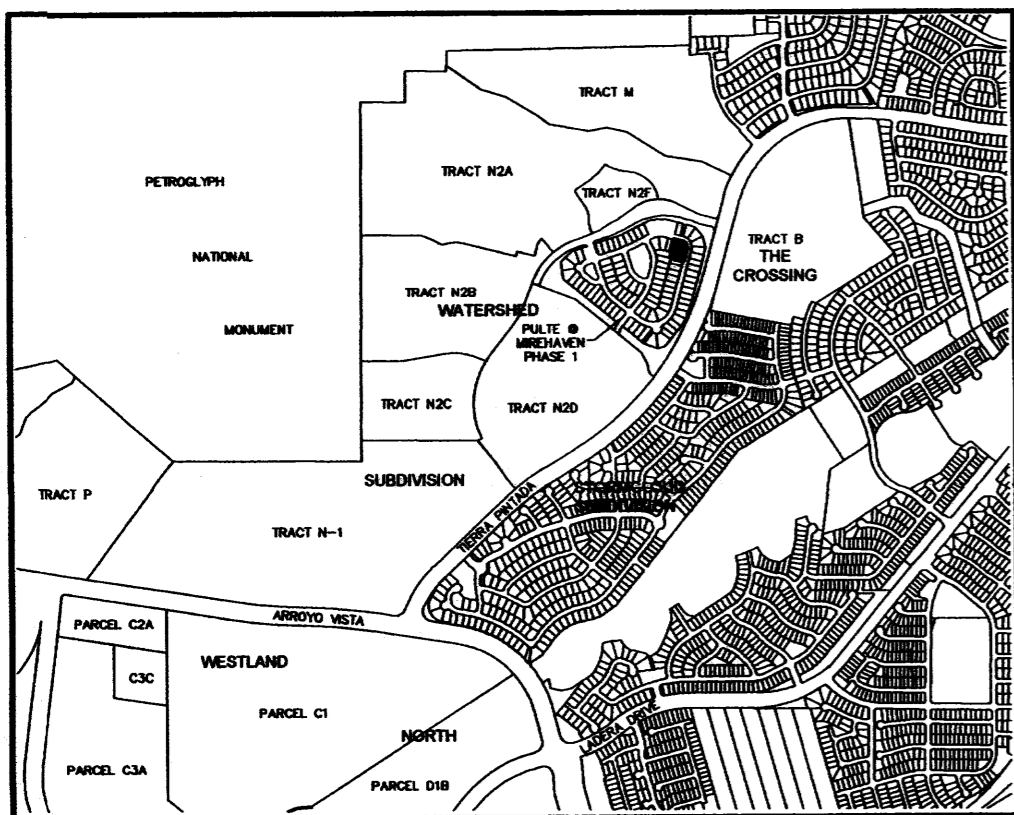 TRACT M
PETROGLYPH
NATIONAL
MONUMENT
TRACT N2A
TRACT N2F
TRACT B
THE
CROSSING
TRACT N2B
WATERSHED
PULTE @
MIREHAVEN
PHASE 1
TRACT N2C
TRACT N2D
TRACT P
SUBDIVISION
TRACT N-1
TIERRA PINTADA
SUBDIVISION
ARROYO VISTA
PARCEL C2A
WESTLAND
C3C
PARCEL C1
NORTH
LADERA DRIVE
PARCEL C3A
PARCEL D1B